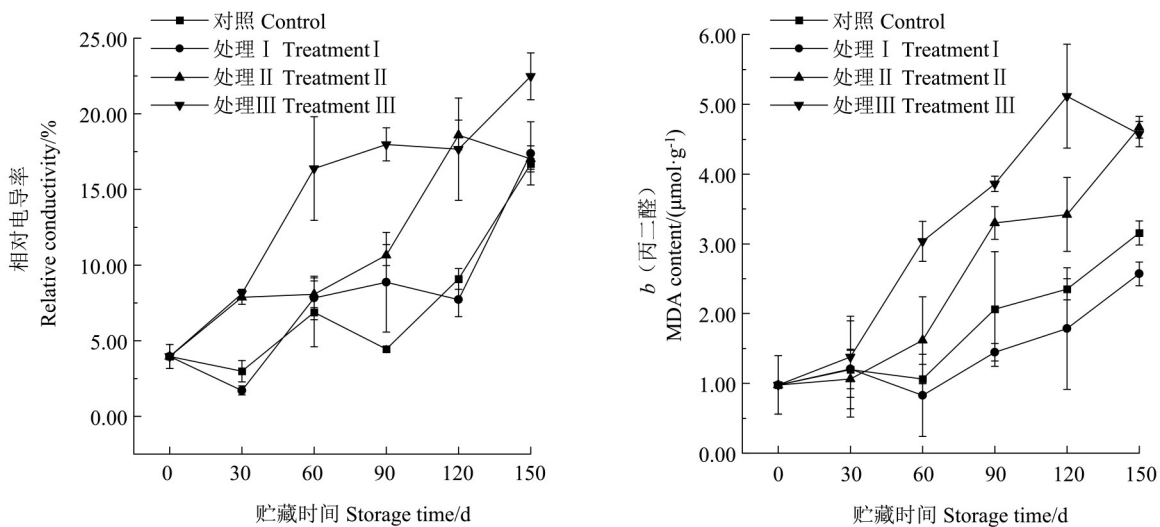 对照 Control
处理Ⅰ TreatmentⅠ
处理Ⅱ TreatmentⅡ
处理Ⅲ Treatment Ⅲ
25.00
20.00
15.00
10.00
5.00
0.00
相对电导率
Relative conductivity/%
0 30 60 90 120 150
贮藏时间 Storage time/d
对照 Control
处理Ⅰ TreatmentⅠ
处理Ⅱ TreatmentⅡ
处理Ⅲ Treatment Ⅲ
6.00
5.00
4.00
3.00
2.00
1.00
0.00
b（丙二醛）
MDA content/(μmol·g⁻¹)
0 30 60 90 120 150
贮藏时间 Storage time/d